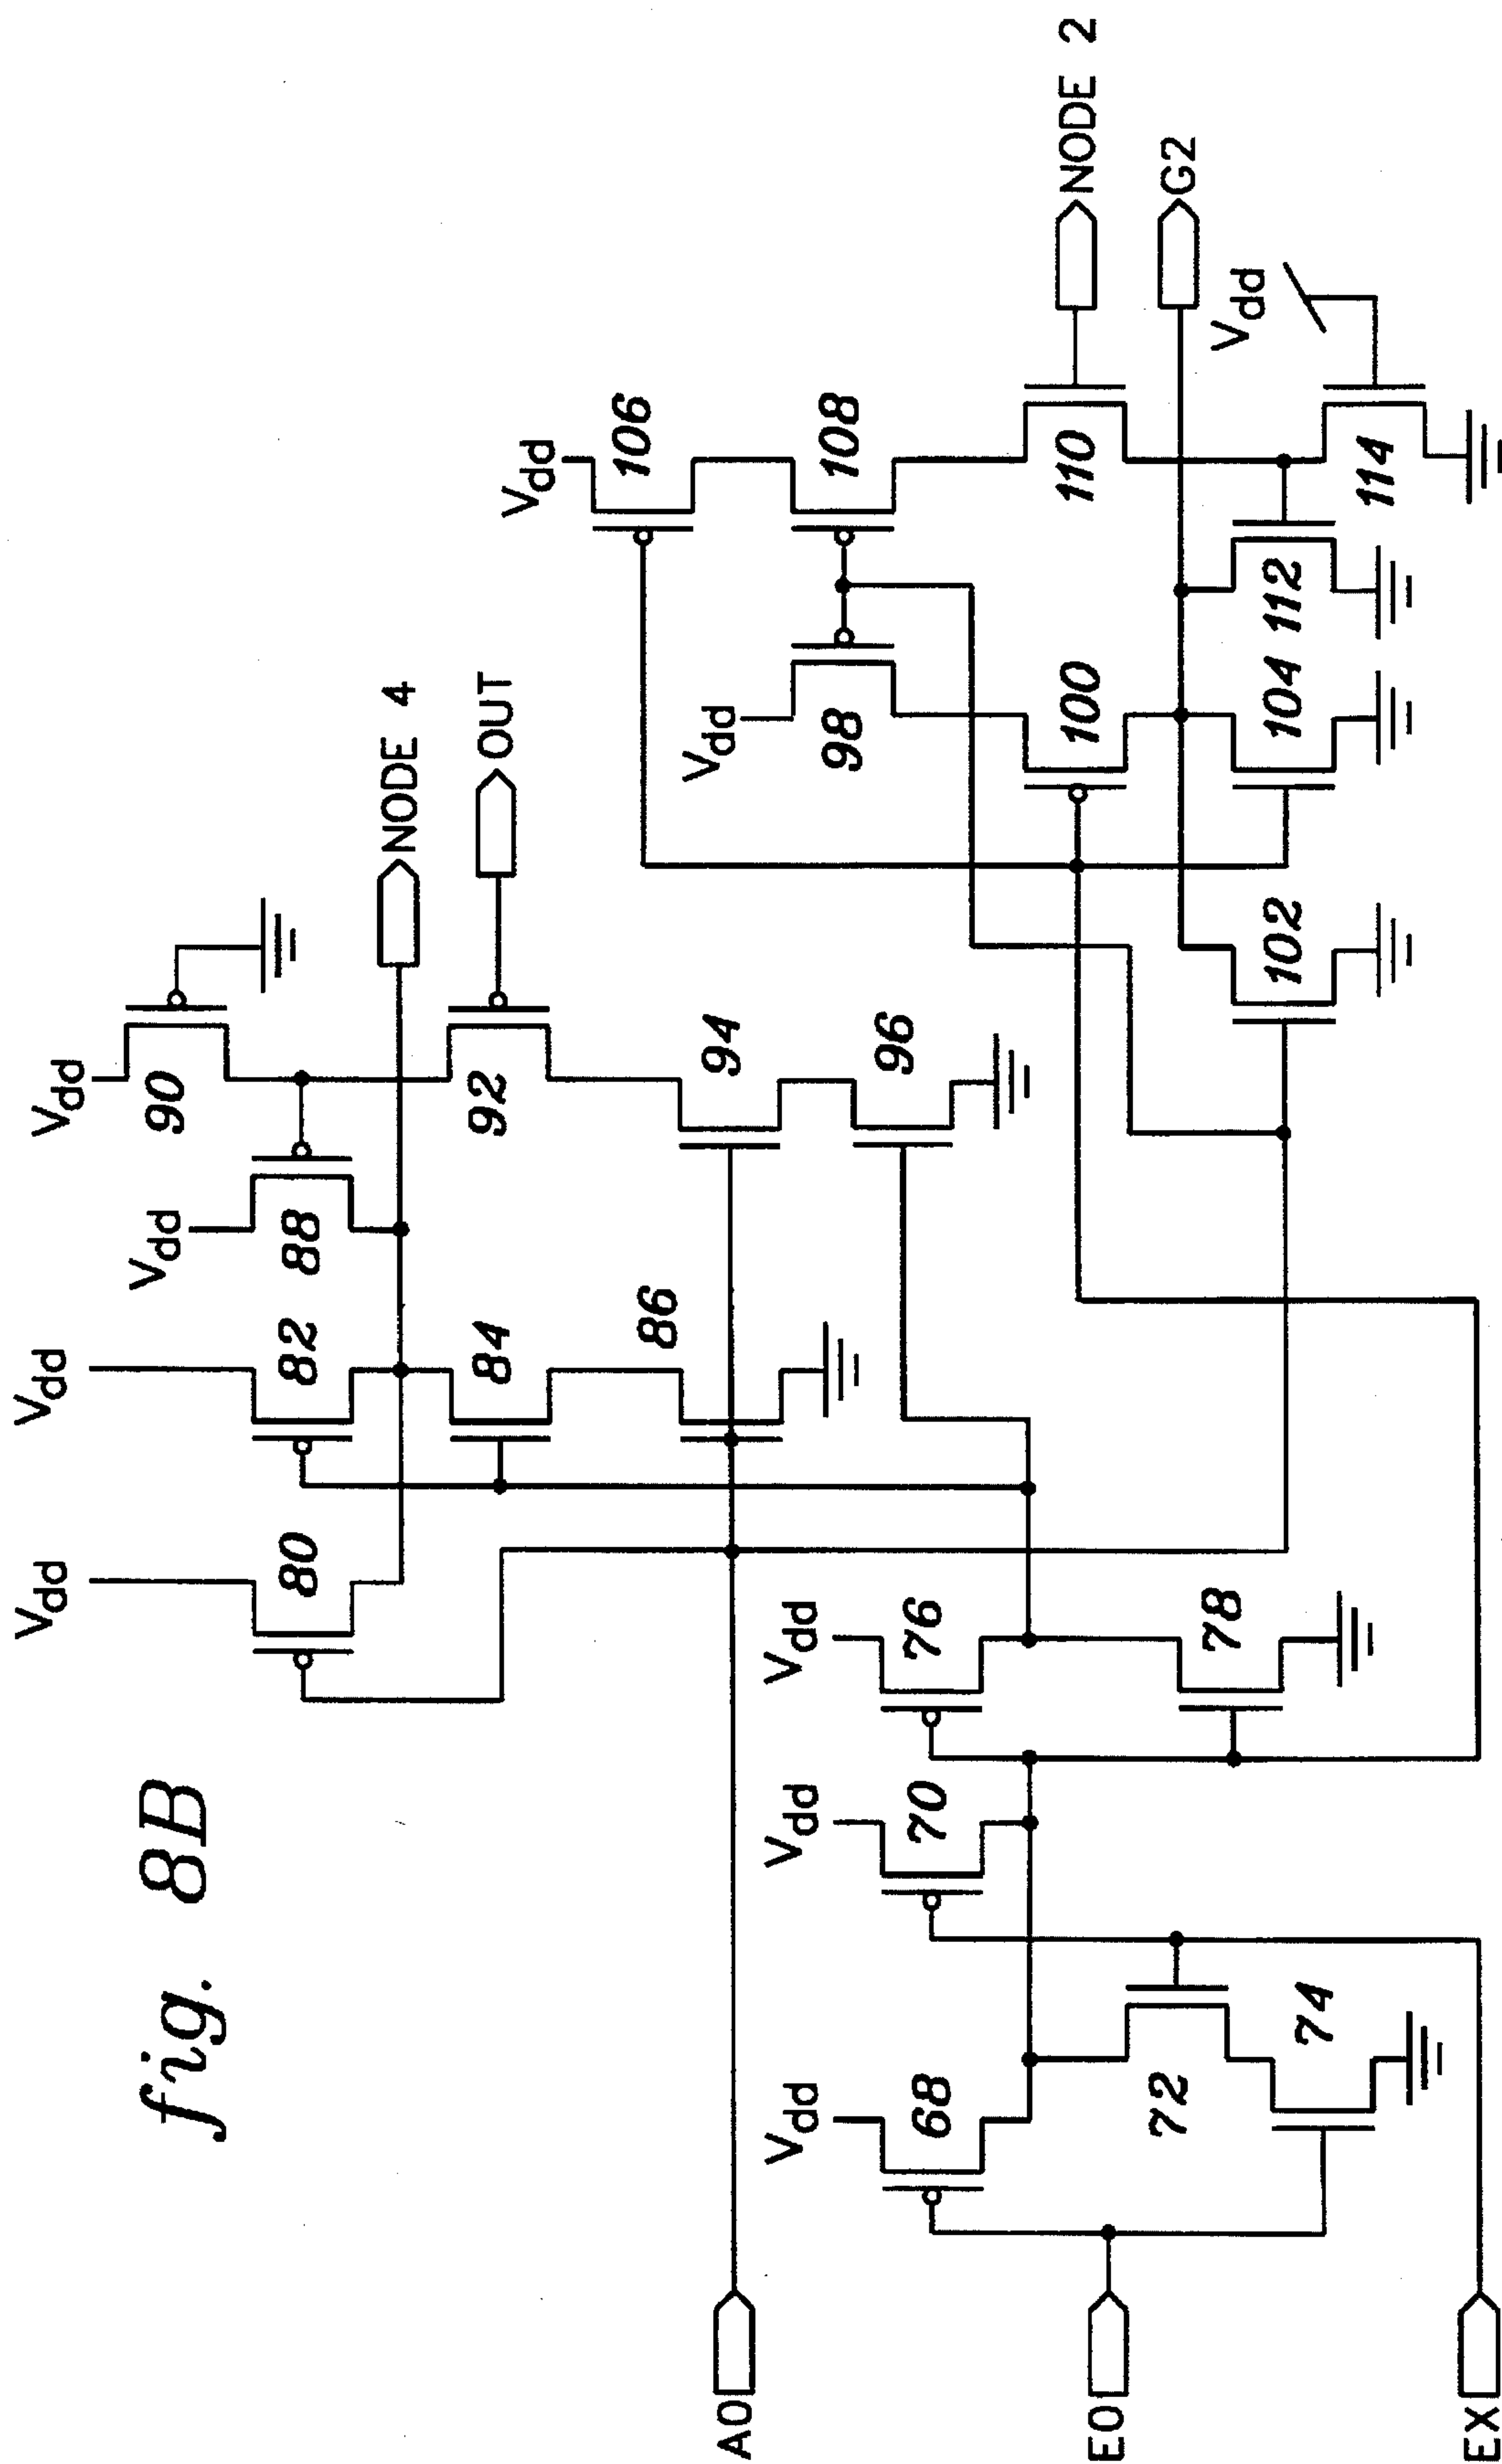 fig. 8B
Vdd
80
Vdd
82
84
86
Vdd
88
Vdd
90
92
94
96
NODE 4
OUT
A0
E0
EX
Vdd
68
72
74
Vdd
70
Vdd
76
78
Vdd
98
100
102
104
112
Vdd
106
108
110
114
Vdd
NODE 2
G2